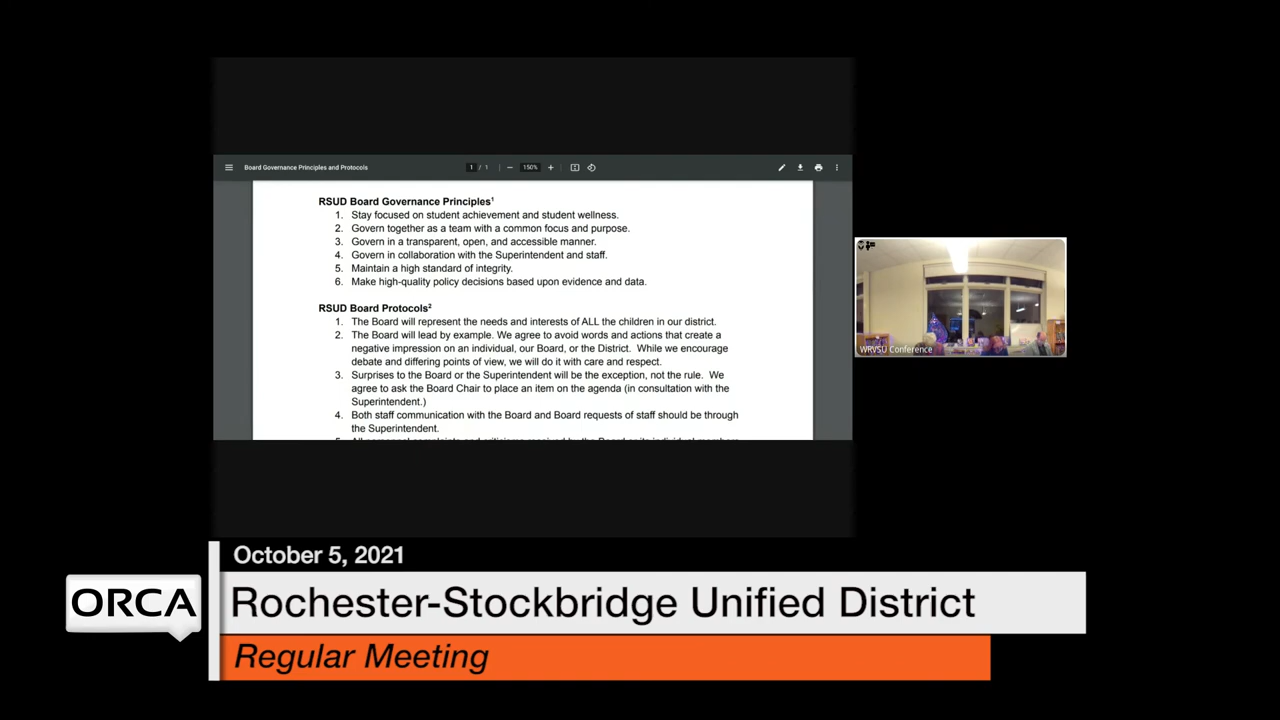 Board Governance Principles and Protocols
1 / 1
150%
RSUD Board Governance Principles¹
1. Stay focused on student achievement and student wellness.
2. Govern together as a team with a common focus and purpose.
3. Govern in a transparent, open, and accessible manner.
4. Govern in collaboration with the Superintendent and staff.
5. Maintain a high standard of integrity.
6. Make high-quality policy decisions based upon evidence and data.
RSUD Board Protocols²
1. The Board will represent the needs and interests of ALL the children in our district.
2. The Board will lead by example. We agree to avoid words and actions that create a
negative impression on an individual, our Board, or the District. While we encourage
debate and differing points of view, we will do it with care and respect.
3. Surprises to the Board or the Superintendent will be the exception, not the rule. We
agree to ask the Board Chair to place an item on the agenda (in consultation with the
Superintendent.)
4. Both staff communication with the Board and Board requests of staff should be through
the Superintendent.
WRVSU Conference
October 5, 2021
ORCA
Rochester-Stockbridge Unified District
Regular Meeting